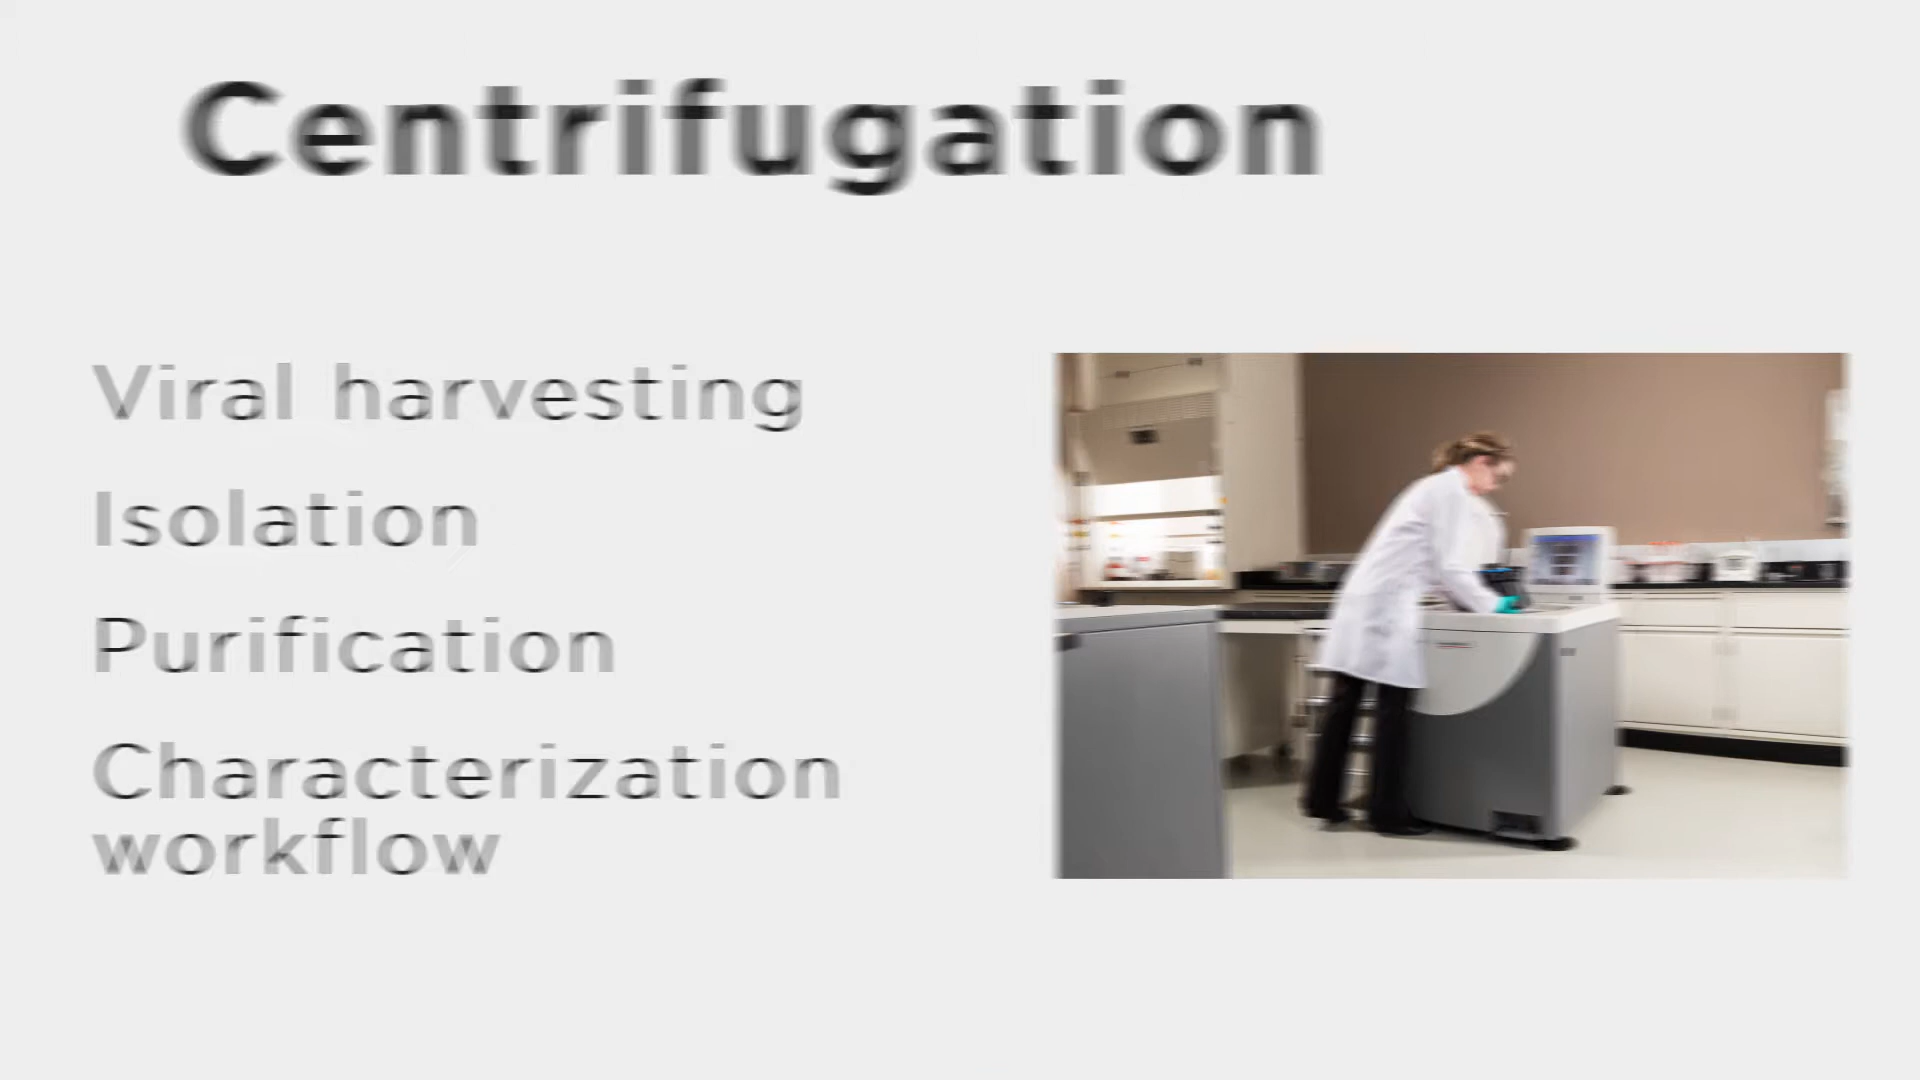 Centrifugation
Viral harvesting
Isolation
Purification
Characterization
workflow